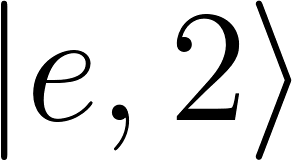 |e, 2⟩